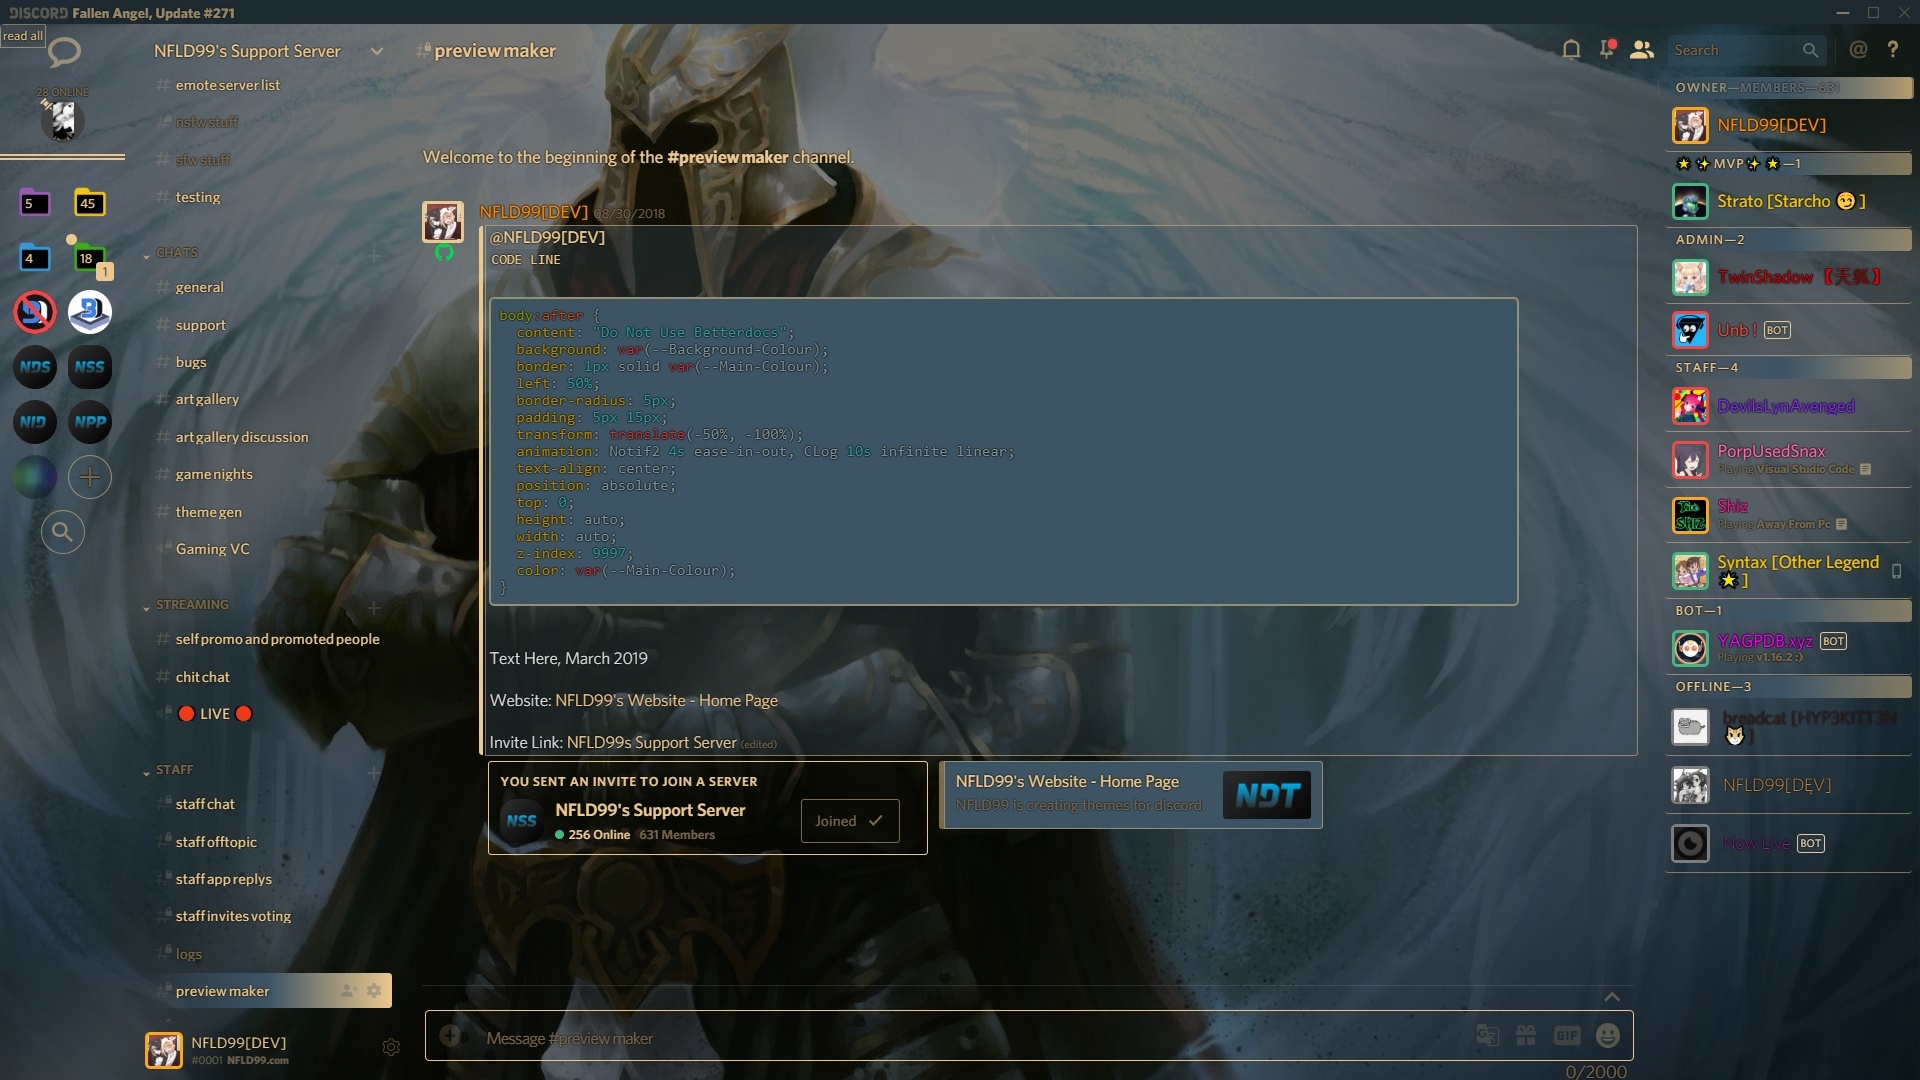 DISCORD Fallen Angel, Update #271
read all
28 ONLINE
5
45
4
18
1
NDS
NSS
NID
NPP
NFLD99's Support Server
emote server list
nsfw stuff
sfw stuff
testing
CHATS
general
support
bugs
art gallery
art gallery discussion
game nights
theme gen
Gaming VC
STREAMING
self promo and promoted people
chit chat
🔴 LIVE 🔴
STAFF
staff chat
staff offtopic
staff app replys
staff invites voting
logs
preview maker
NFLD99[DEV]
#0001 NFLD99.com
#preview maker
Search
Welcome to the beginning of the #preview maker channel.
NFLD99[DEV] 08/30/2018
@NFLD99[DEV]
CODE LINE
body:after {
content: "Do Not Use Betterdocs";
background: var(--Background-Colour);
border: 1px solid var(--Main-Colour);
left: 50%;
border-radius: 5px;
padding: 5px 15px;
transform: translate(-50%, -100%);
animation: Notif2 4s ease-in-out, CLog 10s infinite linear;
text-align: center;
position: absolute;
top: 0;
height: auto;
width: auto;
z-index: 9997;
color: var(--Main-Colour);
}
Text Here, March 2019
Website: NFLD99's Website - Home Page
Invite Link: NFLD99s Support Server (edited)
YOU SENT AN INVITE TO JOIN A SERVER
NSS
NFLD99's Support Server
256 Online 631 Members
Joined
NFLD99's Website - Home Page
NFLD99 is creating themes for discord.
NDT
Message #preview maker
GIF
0/2000
OWNER—MEMBERS—631
NFLD99[DEV]
⭐✨MVP✨⭐—1
Strato [Starcho 😏]
ADMIN—2
TwinShadow 【天狐】
Unb ! BOT
STAFF—4
DevilsLynAvenged
PorpUsedSnax
Playing Visual Studio Code
Shiz
Playing Away From Pc
The SHIZ
Syntax [Other Legend
⭐]
BOT—1
YAGPDB.xyz BOT
Playing v1.16.2 :)
OFFLINE—3
breadcat [HYP3KITT3N
🐱]
NFLD99[DEV]
Now Live BOT